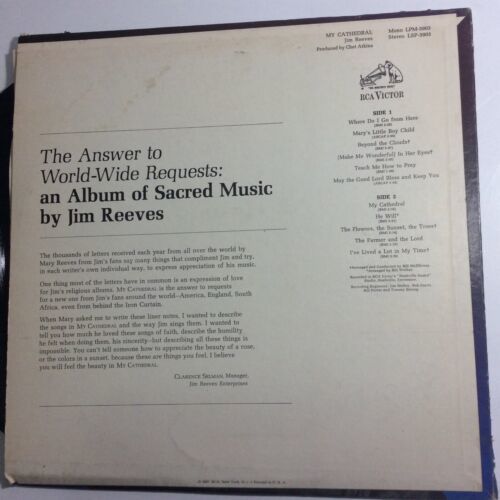 MY CATHEDRAL
Jim Reeves
Produced by Chet Atkins
Mono LPM-3903
Stereo LSP-3903
RCA VICTOR
The Answer to
World-Wide Requests:
an Album of Sacred Music
by Jim Reeves
The thousands of letters received each year from all over the world by
Mary Reeves from Jim's fans say many things that compliment Jim and try,
in each writer's own individual way, to express appreciation of his music.
One thing most of the letters have in common is an expression of love
for Jim's religious albums. MY CATHEDRAL is the answer to requests
for a new one from Jim's fans around the world—America, England, South
Africa, even from behind the Iron Curtain.
When Mary asked me to write these liner notes, I wanted to describe
the songs in MY CATHEDRAL and the way Jim sings them. I wanted to
tell you how much he loved these songs of faith, describe the humility
he felt when doing them, his sincerity—but describing all these things is
impossible. You can't tell someone how to appreciate the beauty of a rose,
or the colors in a sunset, because these are things you feel. I believe
you will feel the beauty in MY CATHEDRAL.
CLARENCE SELMAN, Manager,
Jim Reeves Enterprises
SIDE 1
Where Do I Go from Here
Mary's Little Boy Child
Beyond the Clouds†
(Make Me Wonderful) In Her Eyes†
Teach Me How to Pray
May the Good Lord Bless and Keep You
SIDE 2
My Cathedral
He Will*
The Flowers, the Sunset, the Trees†
The Farmer and the Lord
I've Lived a Lot in My Time†